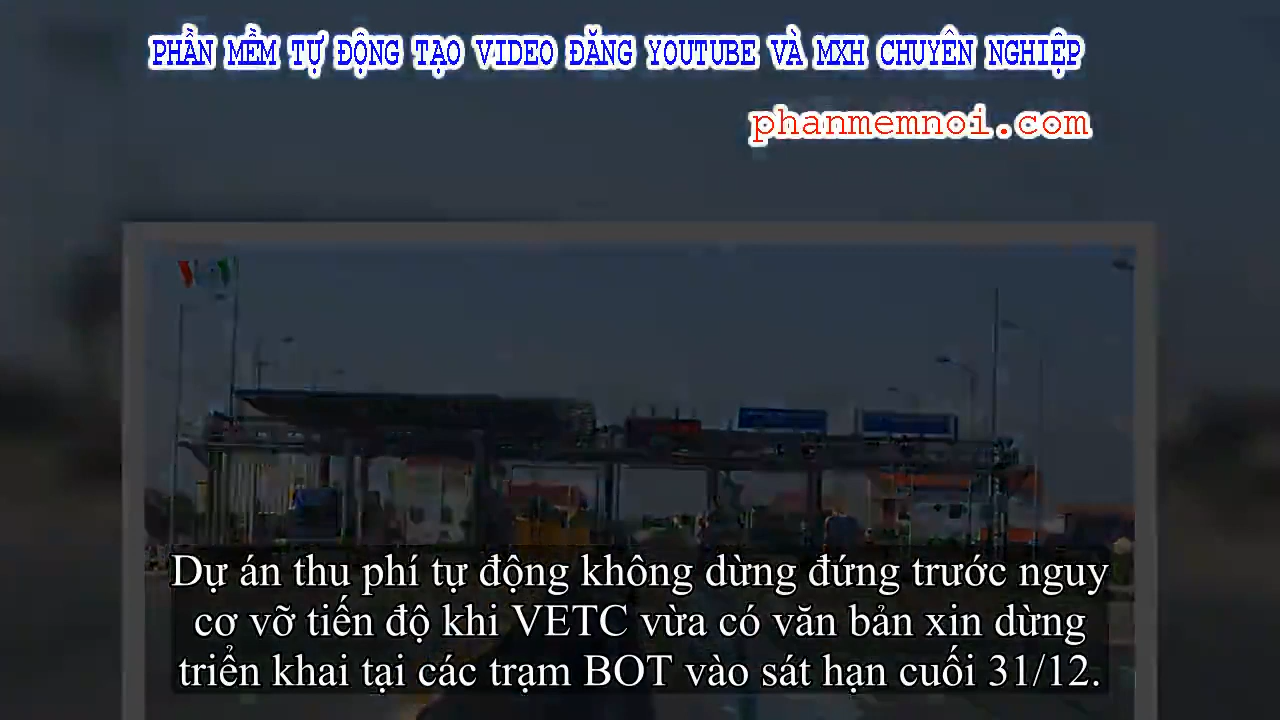 PHẦN MỀM TỰ ĐỘNG TẠO VIDEO ĐĂNG YOUTUBE VÀ MXH CHUYÊN NGHIỆP
phanmemnoi.com
Dự án thu phí tự động không dừng đứng trước nguy
cơ vỡ tiến độ khi VETC vừa có văn bản xin dừng
triển khai tại các trạm BOT vào sát hạn cuối 31/12.